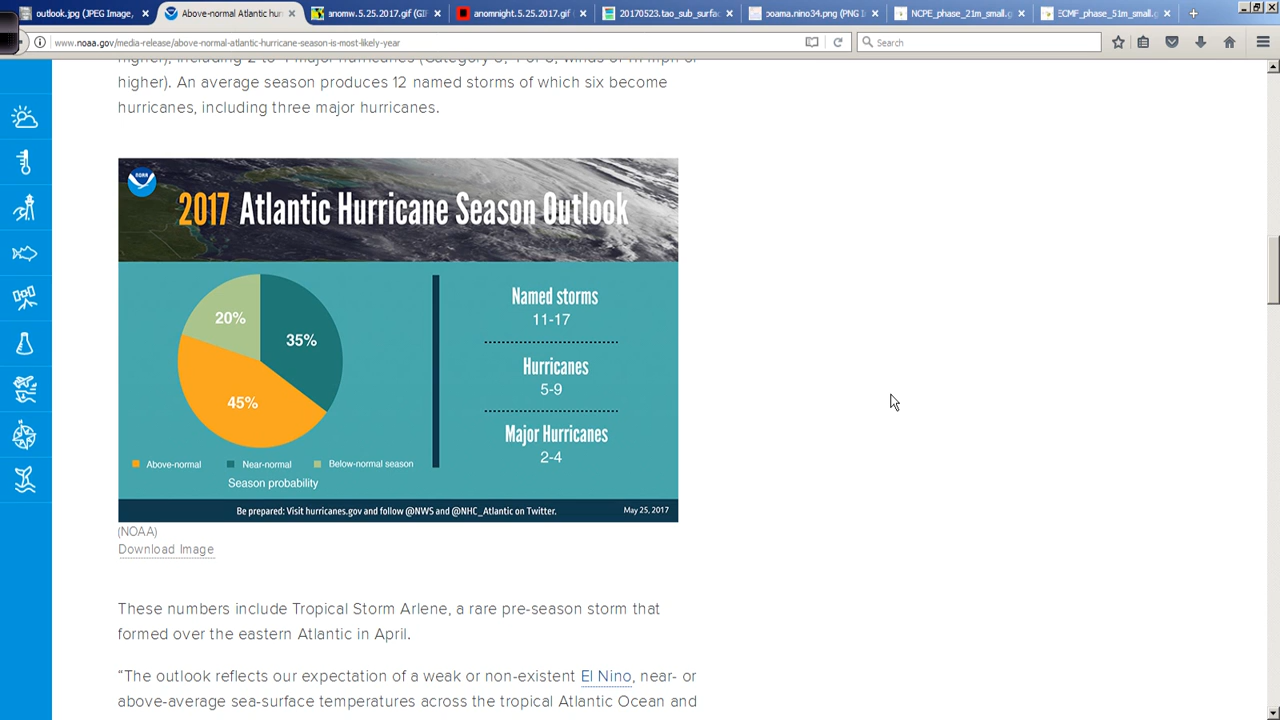 outlook.jpg (JPEG Image,
Above-normal Atlantic hur
anomw.5.25.2017.gif (GIF
anomnight.5.25.2017.gif
20170523.tao_sub_surfac
poama.nino34.png (PNG I
NCPE_phase_21m_small.g
ECMF_phase_51m_small.g
www.noaa.gov/media-release/above-normal-atlantic-hurricane-season-is-most-likely-year
Search
higher). An average season produces 12 named storms of which six become
hurricanes, including three major hurricanes.
NOAA
2017 Atlantic Hurricane Season Outlook
20%
35%
45%
Above-normal Near-normal Below-normal season
Season probability
Named storms
11-17
Hurricanes
5-9
Major Hurricanes
2-4
Be prepared: Visit hurricanes.gov and follow @NWS and @NHC_Atlantic on Twitter.
May 25, 2017
(NOAA)
Download Image
These numbers include Tropical Storm Arlene, a rare pre-season storm that
formed over the eastern Atlantic in April.
“The outlook reflects our expectation of a weak or non-existent El Nino, near- or
above-average sea-surface temperatures across the tropical Atlantic Ocean and